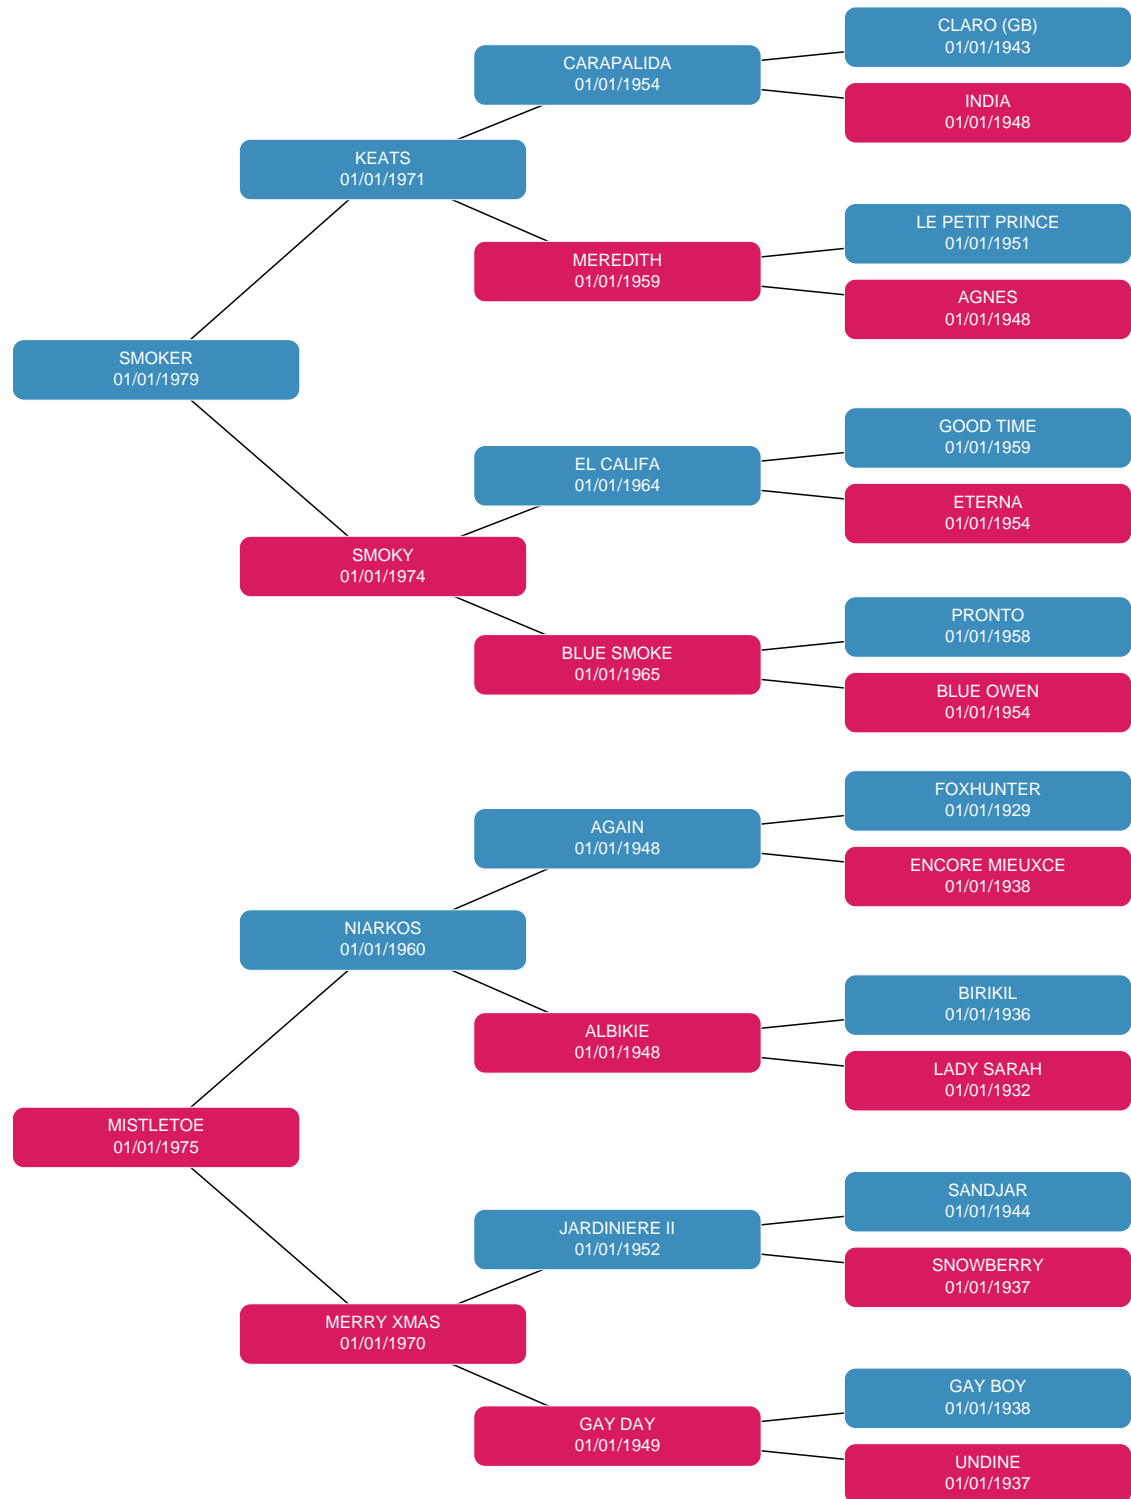 CLARO (GB)
01/01/1943
CARAPALIDA
01/01/1954
INDIA
01/01/1948
KEATS
01/01/1971
LE PETIT PRINCE
01/01/1951
MEREDITH
01/01/1959
AGNES
01/01/1948
SMOKER
01/01/1979
GOOD TIME
01/01/1959
EL CALIFA
01/01/1964
ETERNA
01/01/1954
SMOKY
01/01/1974
PRONTO
01/01/1958
BLUE SMOKE
01/01/1965
BLUE OWEN
01/01/1954
FOXHUNTER
01/01/1929
AGAIN
01/01/1948
ENCORE MIEUXCE
01/01/1938
NIARKOS
01/01/1960
BIRIKIL
01/01/1936
ALBIKIE
01/01/1948
LADY SARAH
01/01/1932
MISTLETOE
01/01/1975
SANDJAR
01/01/1944
JARDINIERE II
01/01/1952
SNOWBERRY
01/01/1937
MERRY XMAS
01/01/1970
GAY BOY
01/01/1938
GAY DAY
01/01/1949
UNDINE
01/01/1937